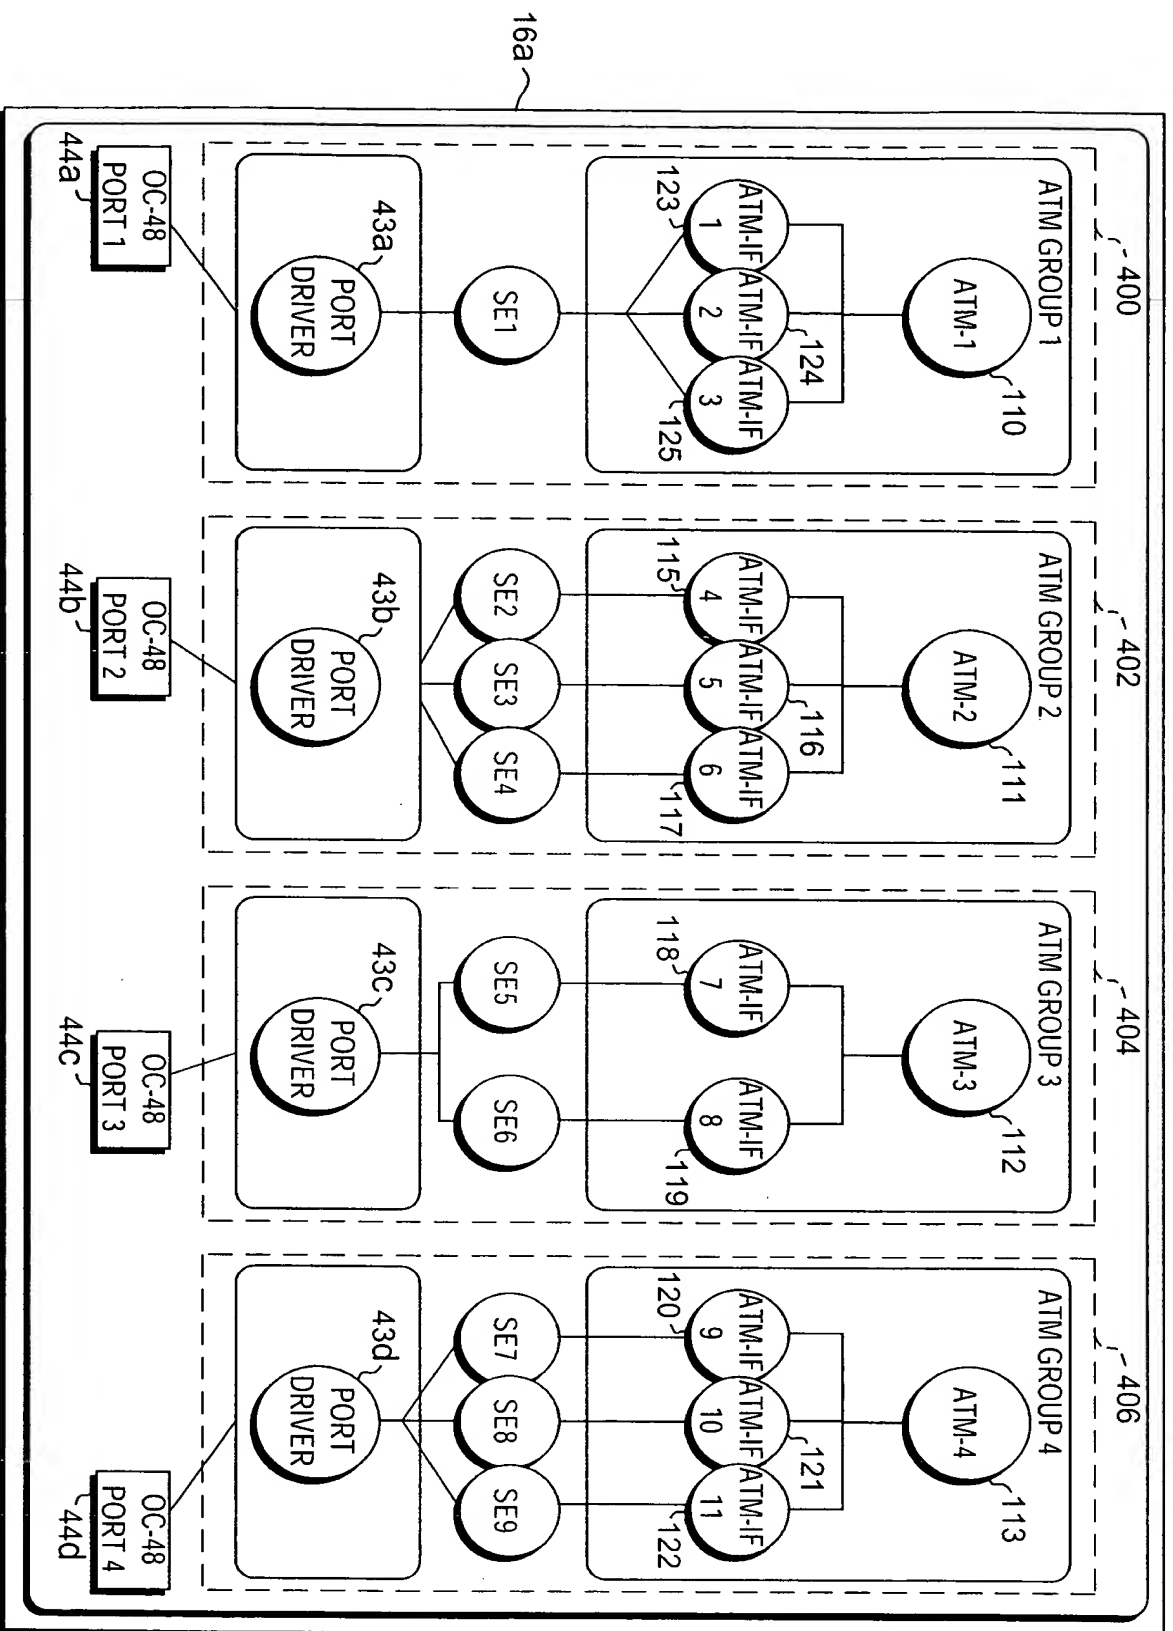 16a
400
ATM GROUP 1
ATM-1
110
ATM-IF
1
ATM-IF
2
ATM-IF
3
123
124
125
SE1
43a
PORT
DRIVER
OC-48
PORT 1
44a
402
ATM GROUP 2
ATM-2
111
ATM-IF
4
ATM-IF
5
ATM-IF
6
115
116
117
SE2
SE3
SE4
43b
PORT
DRIVER
OC-48
PORT 2
44b
404
ATM GROUP 3
ATM-3
112
ATM-IF
7
ATM-IF
8
118
119
SE5
SE6
43c
PORT
DRIVER
OC-48
PORT 3
44c
406
ATM GROUP 4
ATM-4
113
ATM-IF
9
ATM-IF
10
ATM-IF
11
120
121
122
SE7
SE8
SE9
43d
PORT
DRIVER
OC-48
PORT 4
44d